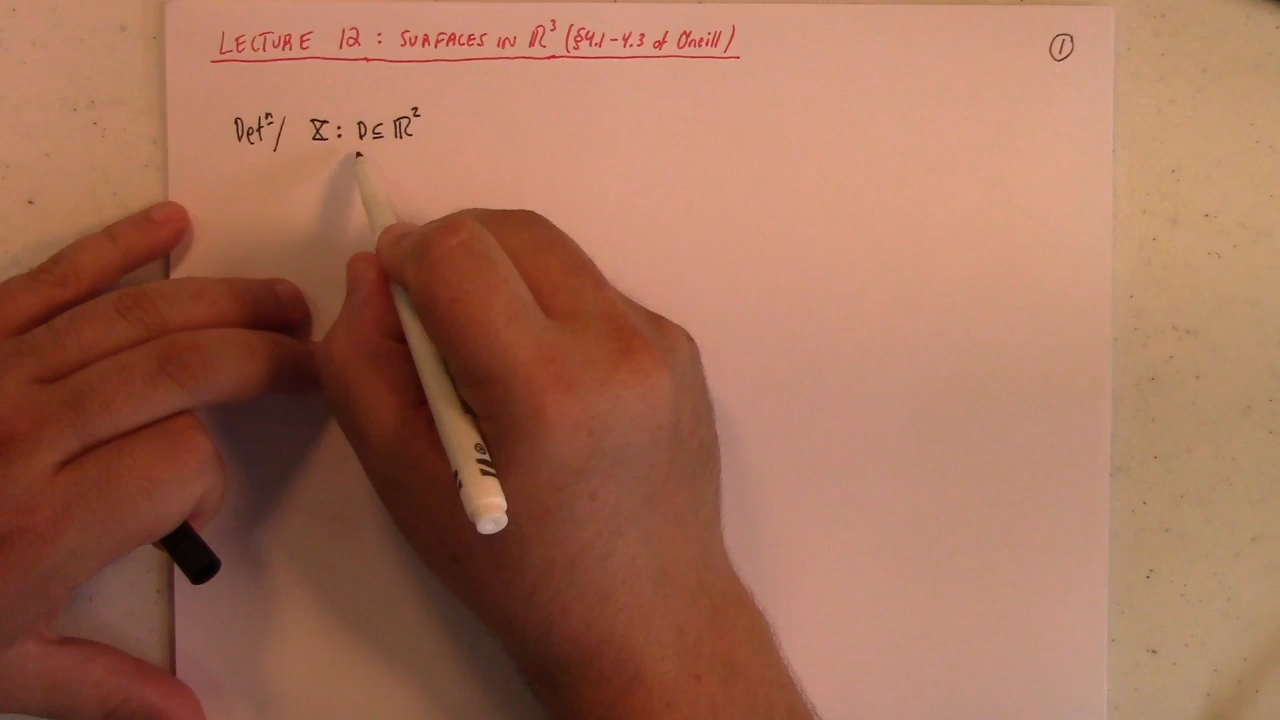 LECTURE 12 : SURFACES IN ℝ³ (§4.1-4.3 of Oneill)
①
Defⁿ/ X : D ⊆ ℝ²